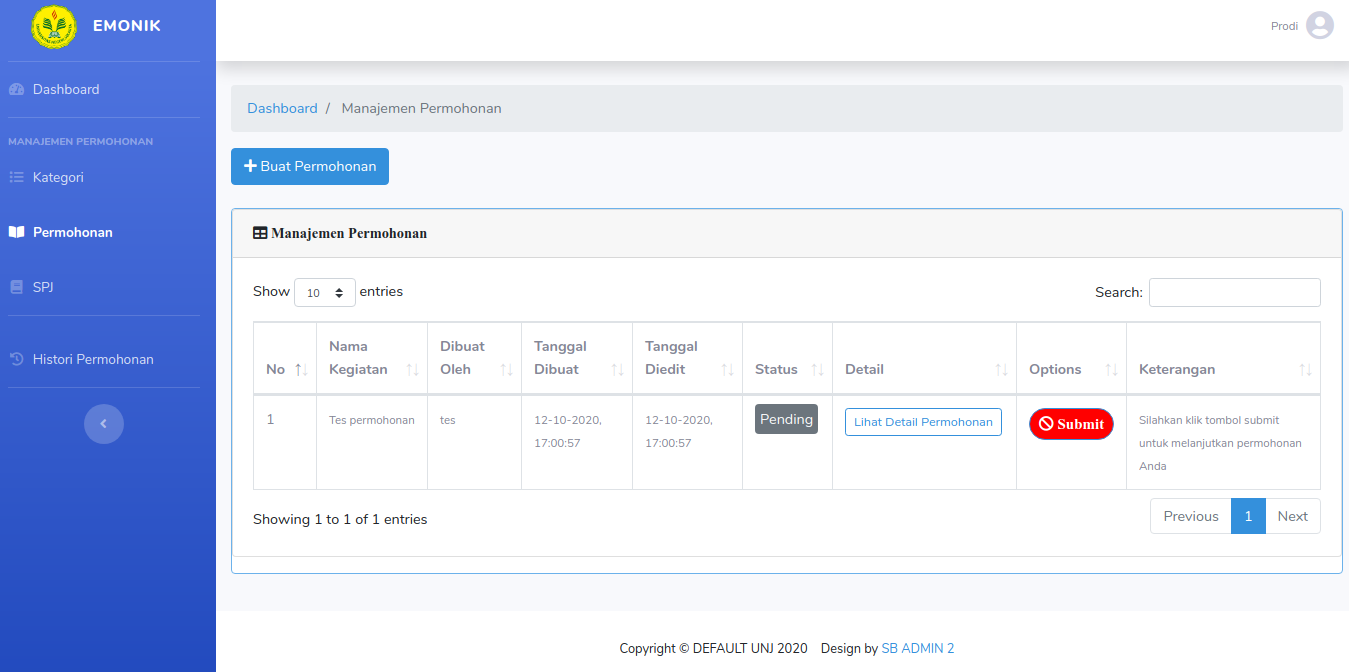 EMONIK
Prodi
Dashboard
MANAJEMEN PERMOHONAN
Kategori
Permohonan
SPJ
Histori Permohonan
Dashboard / Manajemen Permohonan
Buat Permohonan
Manajemen Permohonan
Show 10 entries
Search:
No
Nama
Kegiatan
Dibuat
Oleh
Tanggal
Dibuat
Tanggal
Diedit
Status
Detail
Options
Keterangan
1
Tes permohonan
tes
12-10-2020,
17:00:57
12-10-2020,
17:00:57
Pending
Lihat Detail Permohonan
Submit
Silahkan klik tombol submit
untuk melanjutkan permohonan
Anda
Showing 1 to 1 of 1 entries
Previous 1 Next
Copyright © DEFAULT UNJ 2020 Design by SB ADMIN 2